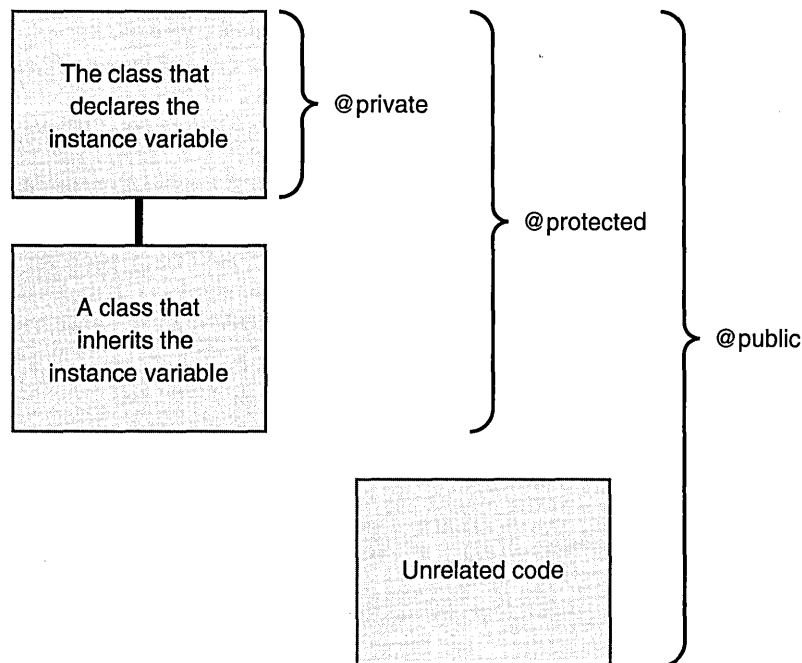 The class that
declares the
instance variable
@private
@protected
A class that
inherits the
instance variable
@public
Unrelated code